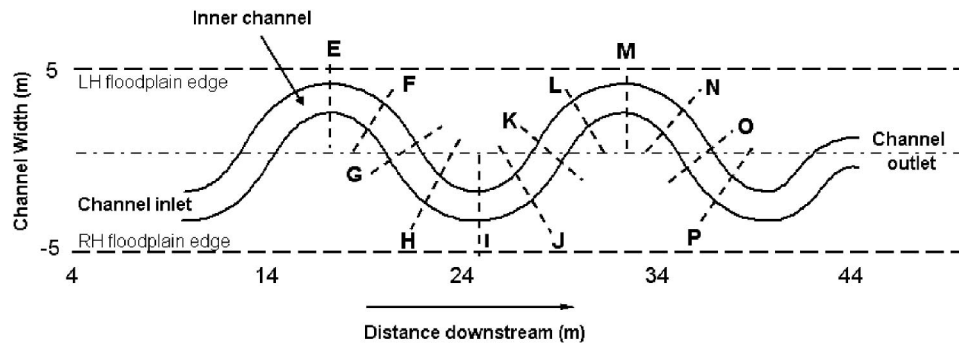 Inner channel
E
M
5
LH floodplain edge
F
L
N
Channel Width (m)
K
O
G
Channel
outlet
Channel inlet
H
I
J
P
RH floodplain edge
-5
4
14
24
34
44
Distance downstream (m)